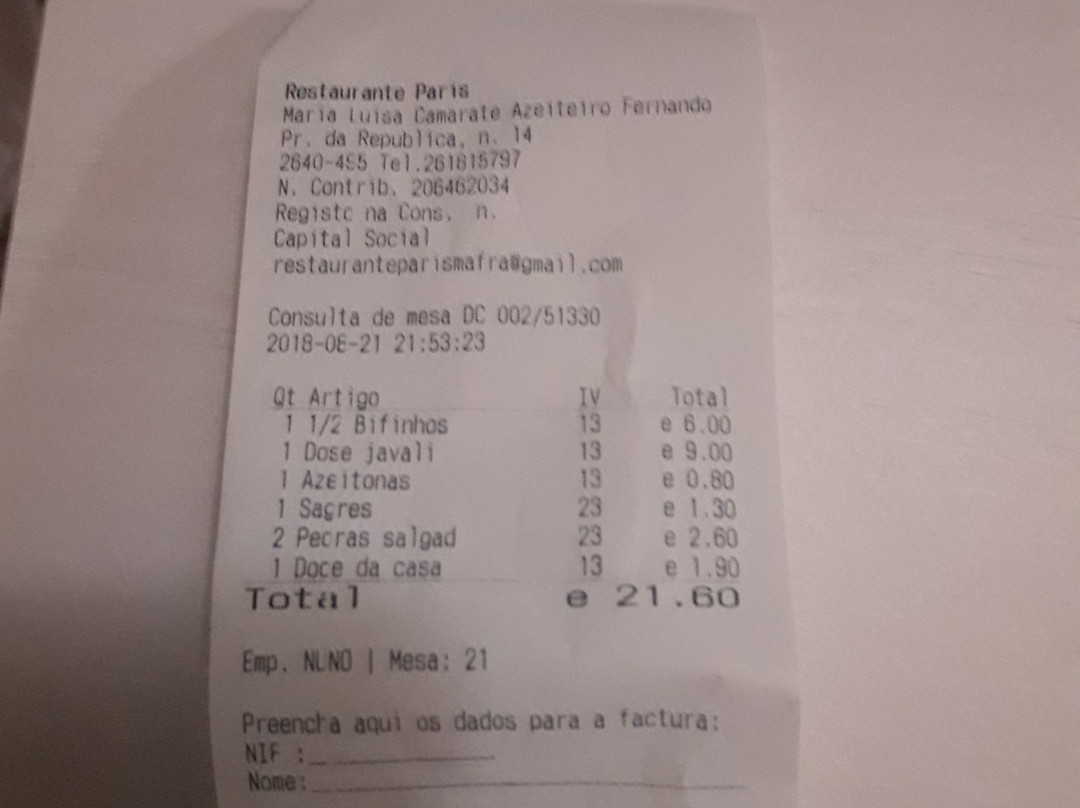 Restaurante Paris
Maria Luisa Camarate Azeiteiro Fernando
Pr. da Republica, n. 14
2640-495 Tel.261815797
N. Contrib. 206462034
Registo na Cons. n.
Capital Social
restauranteparismafra@gmail.com
Consulta de mesa DC 002/51330
2018-08-21 21:53:23
Qt Artigo IV Total
1 1/2 Bifinhos 13 e 6.00
1 Dose javali 13 e 9.00
1 Azeitonas 13 e 0.80
1 Sagres 23 e 1.30
2 Pedras salgad 23 e 2.60
1 Doce da casa 13 e 1.90
Total e 21.60
Emp. NUNO | Mesa: 21
Preencha aqui os dados para a factura:
NIF :
Nome: